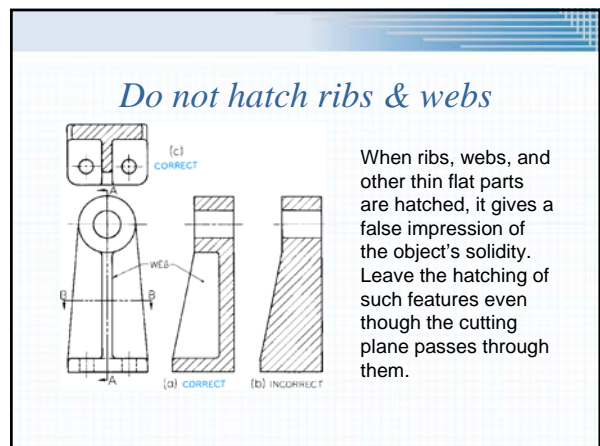 Do not hatch ribs & webs
(c)
CORRECT
A
WEB
B
B
A
(a) CORRECT
(b) INCORRECT
When ribs, webs, and
other thin flat parts
are hatched, it gives a
false impression of
the object's solidity.
Leave the hatching of
such features even
though the cutting
plane passes through
them.